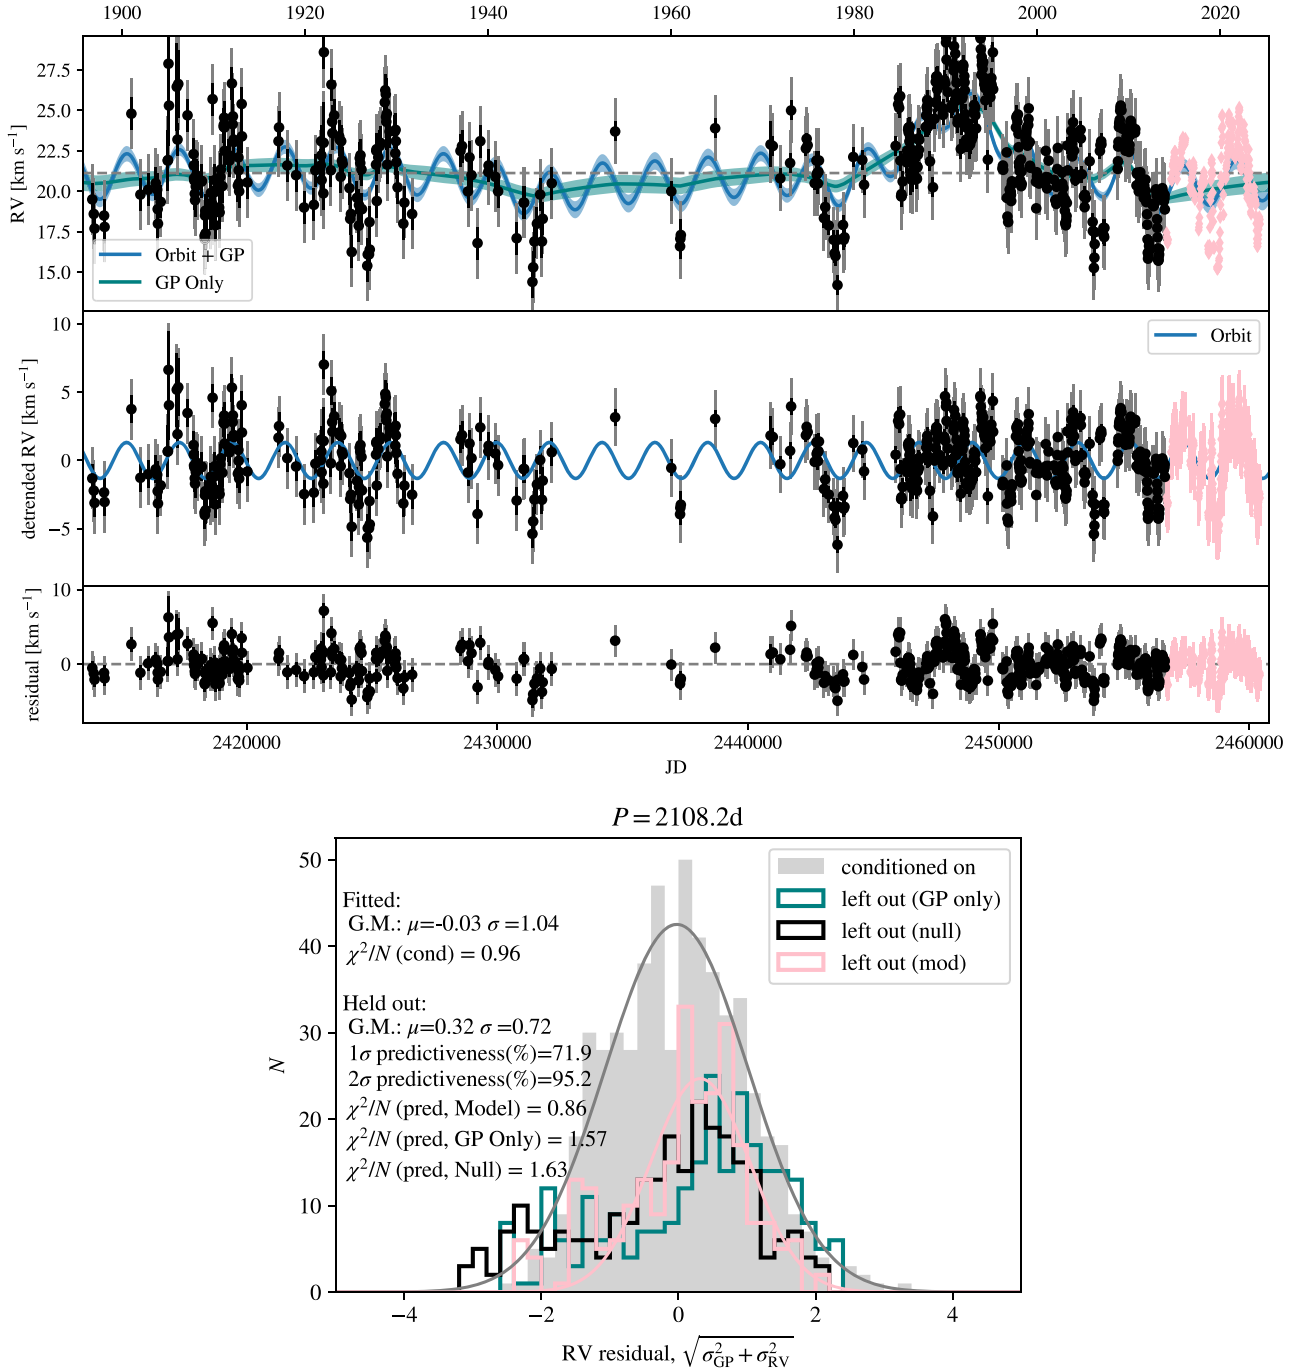 1900 1920 1940 1960 1980 2000 2020
RV [km s⁻¹]
27.5
25.0
22.5
20.0
17.5
15.0
Orbit + GP
GP Only
detrended RV [km s⁻¹]
10
5
0
−5
Orbit
residual [km s⁻¹]
10
0
2420000 2430000 2440000 2450000 2460000
JD
P = 2108.2d
N
50
40
30
20
10
0
Fitted:
G.M.: μ=-0.03 σ =1.04
χ²/N (cond) = 0.96
Held out:
G.M.: μ=0.32 σ =0.72
1σ predictiveness(%)=71.9
2σ predictiveness(%)=95.2
χ²/N (pred, Model) = 0.86
χ²/N (pred, GP Only) = 1.57
χ²/N (pred, Null) = 1.63
conditioned on
left out (GP only)
left out (null)
left out (mod)
−4 −2 0 2 4
RV residual, √(σ²_GP + σ²_RV)